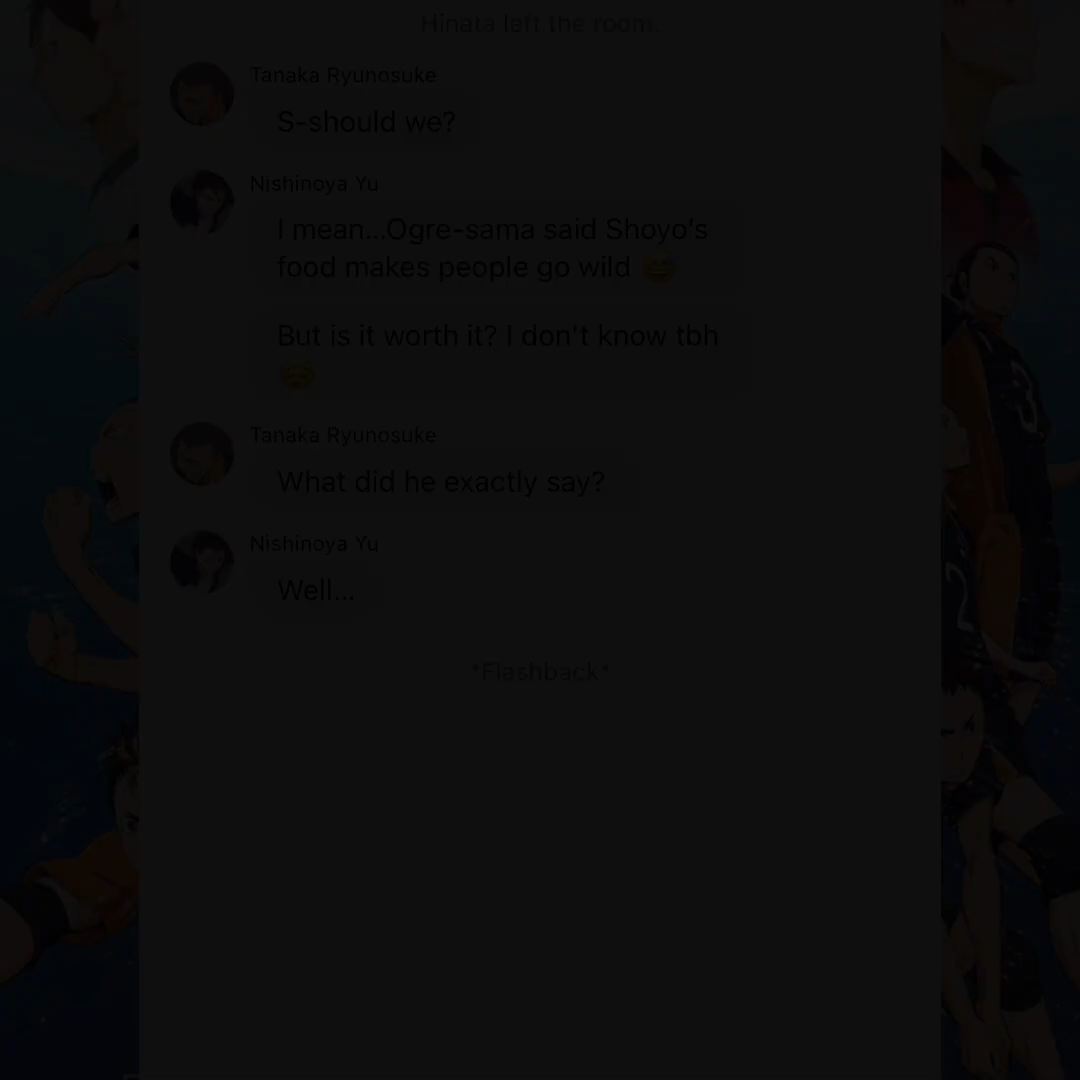 Hinata left the room.
Tanaka Ryunosuke
S-should we?
Nishinoya Yu
I mean...Ogre-sama said Shoyo's
food makes people go wild 😅
But is it worth it? I don't know tbh
Tanaka Ryunosuke
What did he exactly say?
Nishinoya Yu
Well...
*Flashback*
3
2